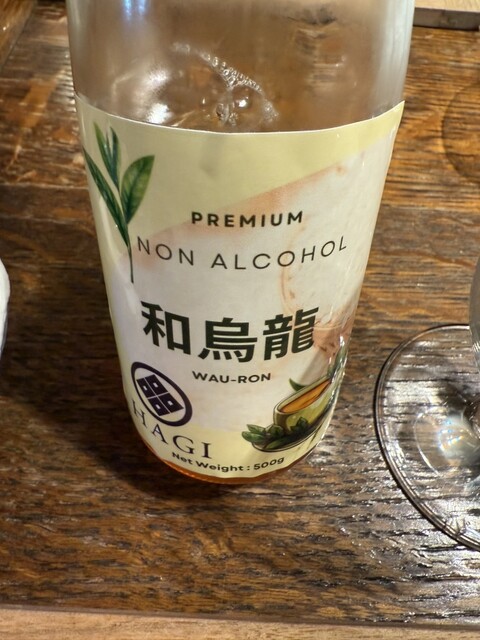 PREMIUM
NON ALCOHOL
和烏龍
WAU-RON
HAGI
Net Weight : 500g